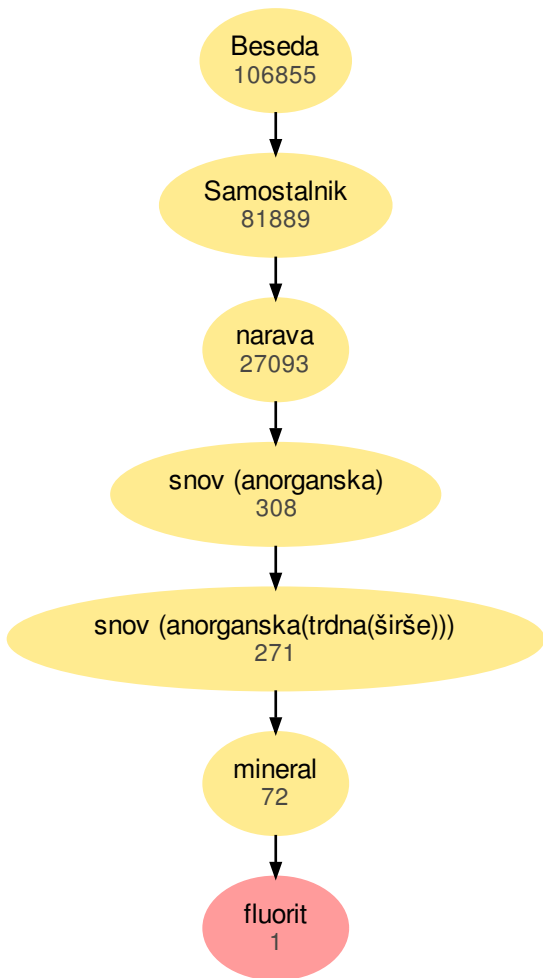 Beseda
106855
Samostalnik
81889
narava
27093
snov (anorganska)
308
snov (anorganska(trdna(širše)))
271
mineral
72
fluorit
1